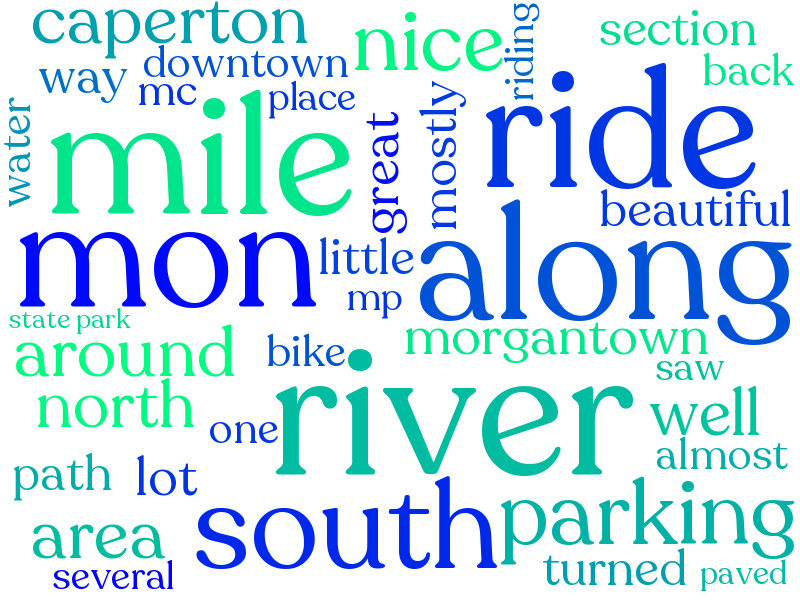 caperton
nice
riding
section
way
downtown
back
mc
place
water
mile
great
mostly
ride
beautiful
mon
little
along
mp
state park
around
bike
morgantown
saw
north
one
river
well
almost
path
lot
south
parking
area
several
turned
paved